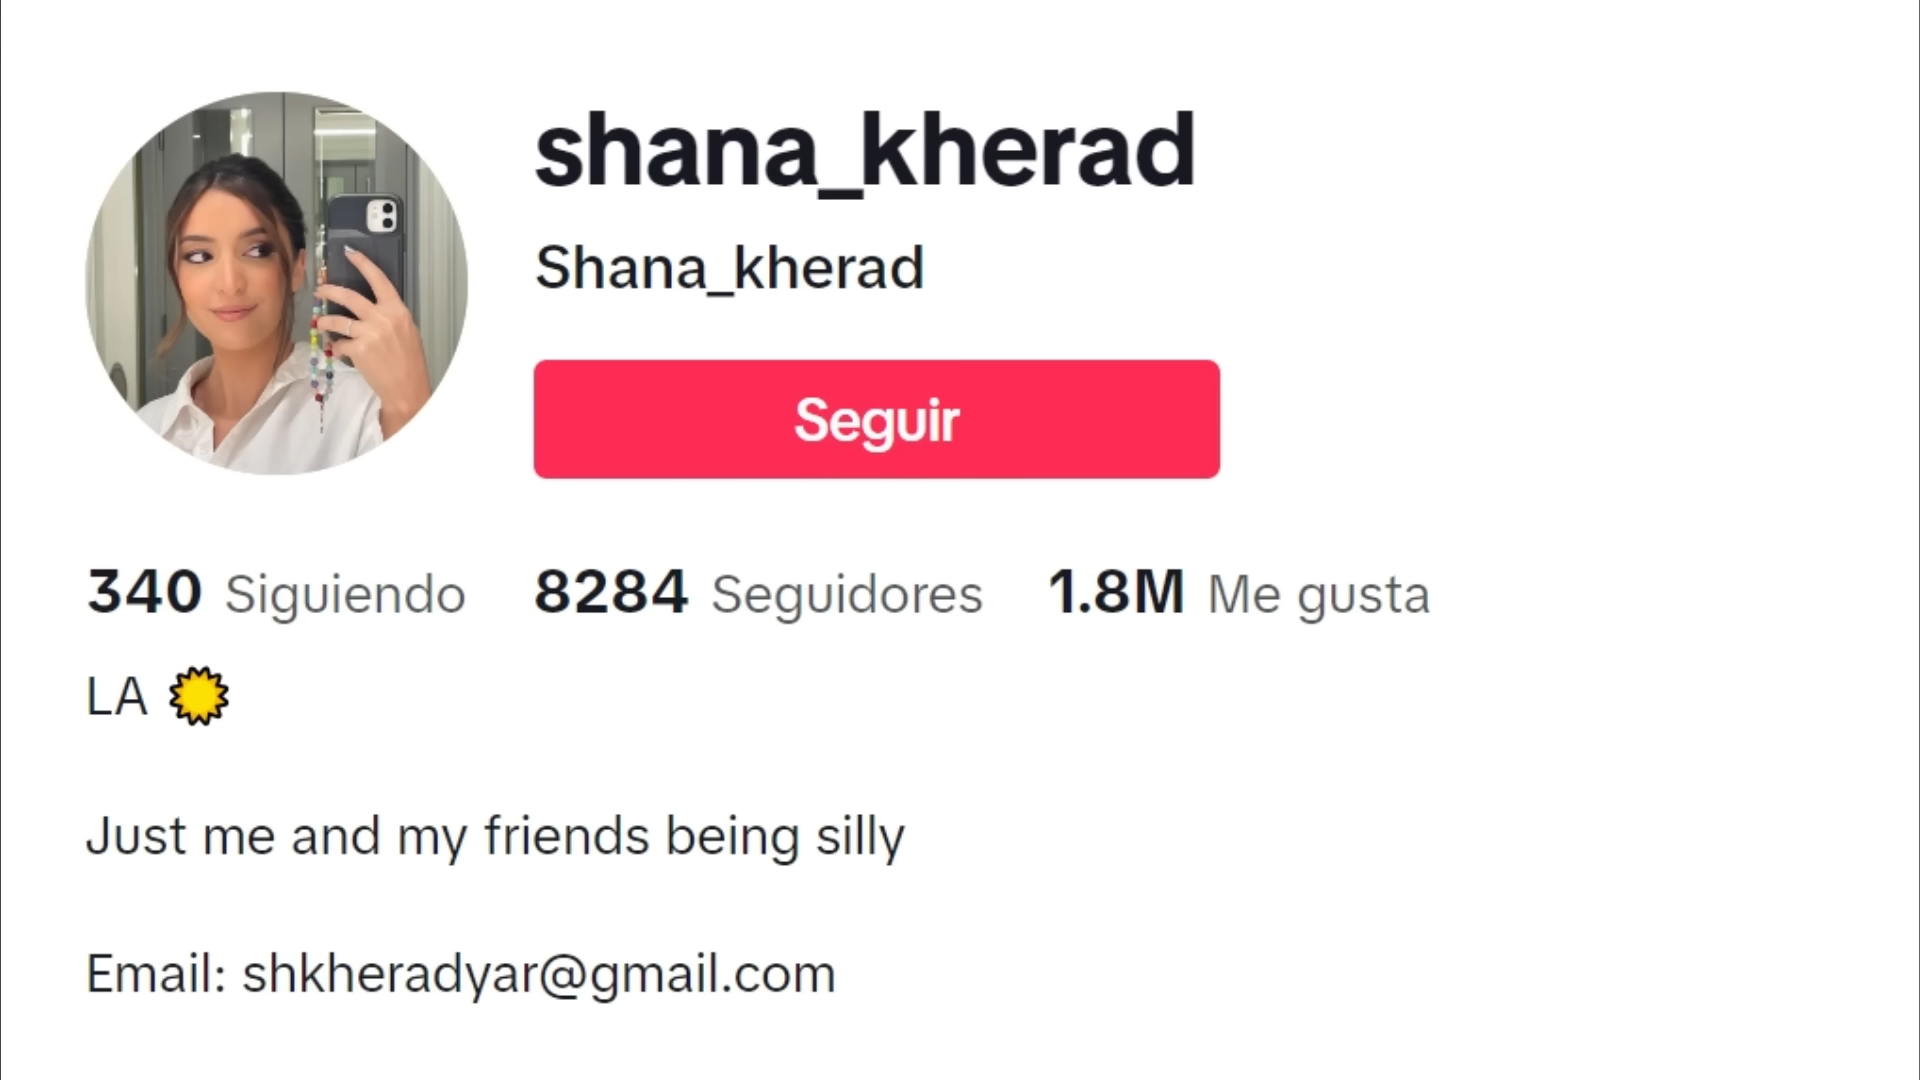 shana_kherad
Shana_kherad
Seguir
340 Siguiendo 8284 Seguidores 1.8M Me gusta
LA
Just me and my friends being silly
Email: shkheradyar@gmail.com